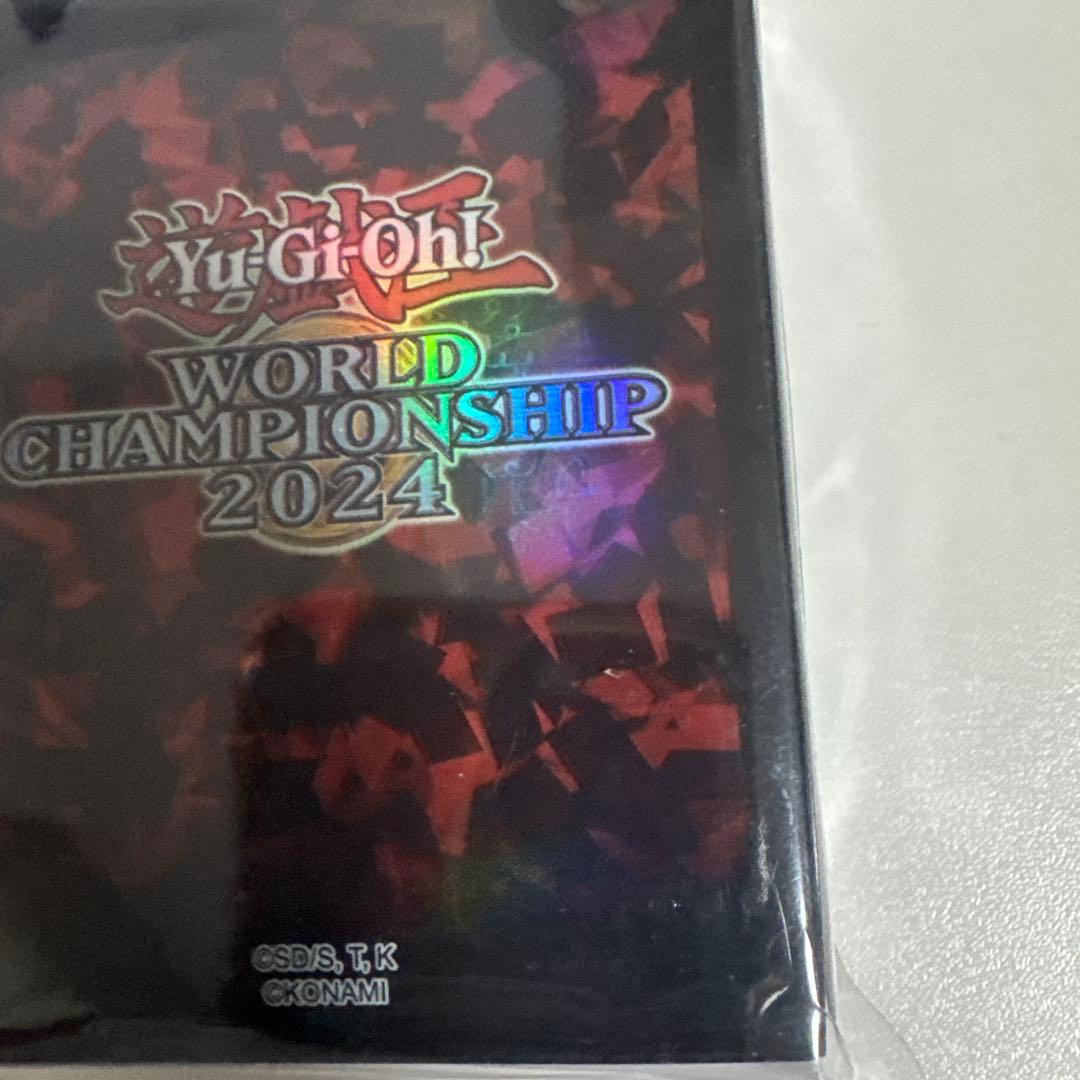 遊戯王
Yu-Gi-Oh!
WORLD
CHAMPIONSHIP
2024
©SD/S, T, K
©KONAMI